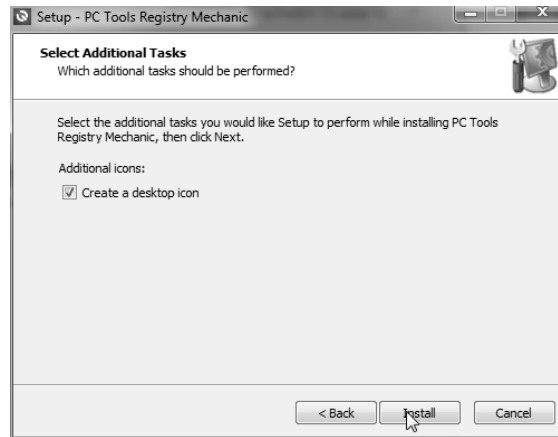 Setup - PC Tools Registry Mechanic
Select Additional Tasks
Which additional tasks should be performed?
Select the additional tasks you would like Setup to perform while installing PC Tools
Registry Mechanic, then click Next.
Additional icons:
Create a desktop icon
< Back Install Cancel